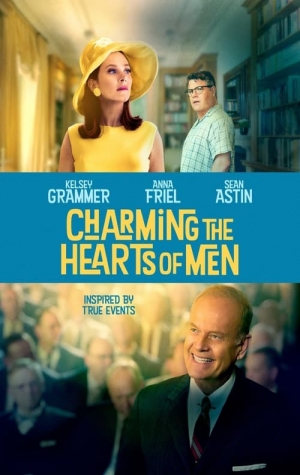 KELSEY GRAMMER
ANNA FRIEL
SEAN ASTIN
CHARMING THE
HEARTS OF MEN
INSPIRED BY
TRUE EVENTS